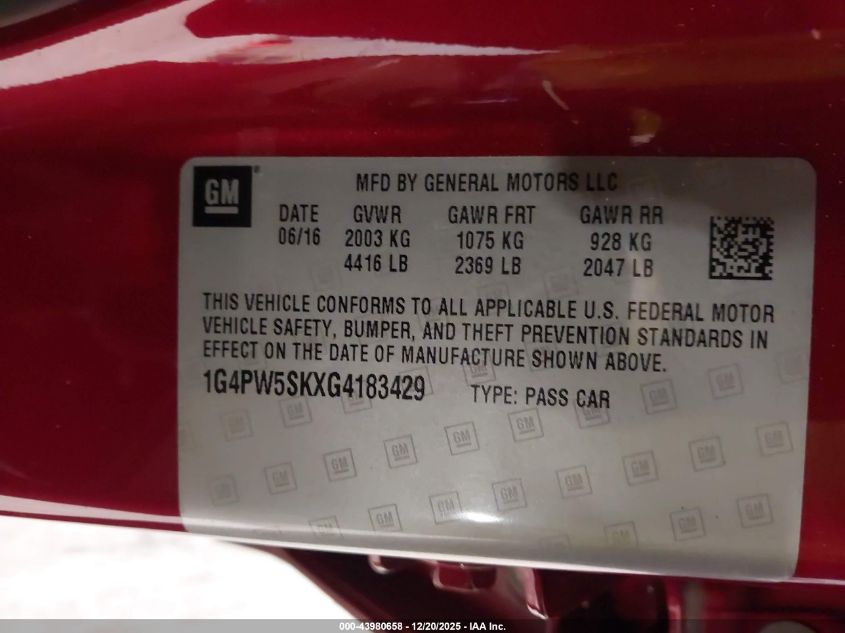 GM
MFD BY GENERAL MOTORS LLC
DATE GVWR GAWR FRT GAWR RR
06/16 2003 KG 1075 KG 928 KG
4416 LB 2369 LB 2047 LB
THIS VEHICLE CONFORMS TO ALL APPLICABLE U.S. FEDERAL MOTOR
VEHICLE SAFETY, BUMPER, AND THEFT PREVENTION STANDARDS IN
EFFECT ON THE DATE OF MANUFACTURE SHOWN ABOVE.
1G4PW5SKXG4183429 TYPE: PASS CAR
000-43980658 - 12/20/2025 - IAA Inc.